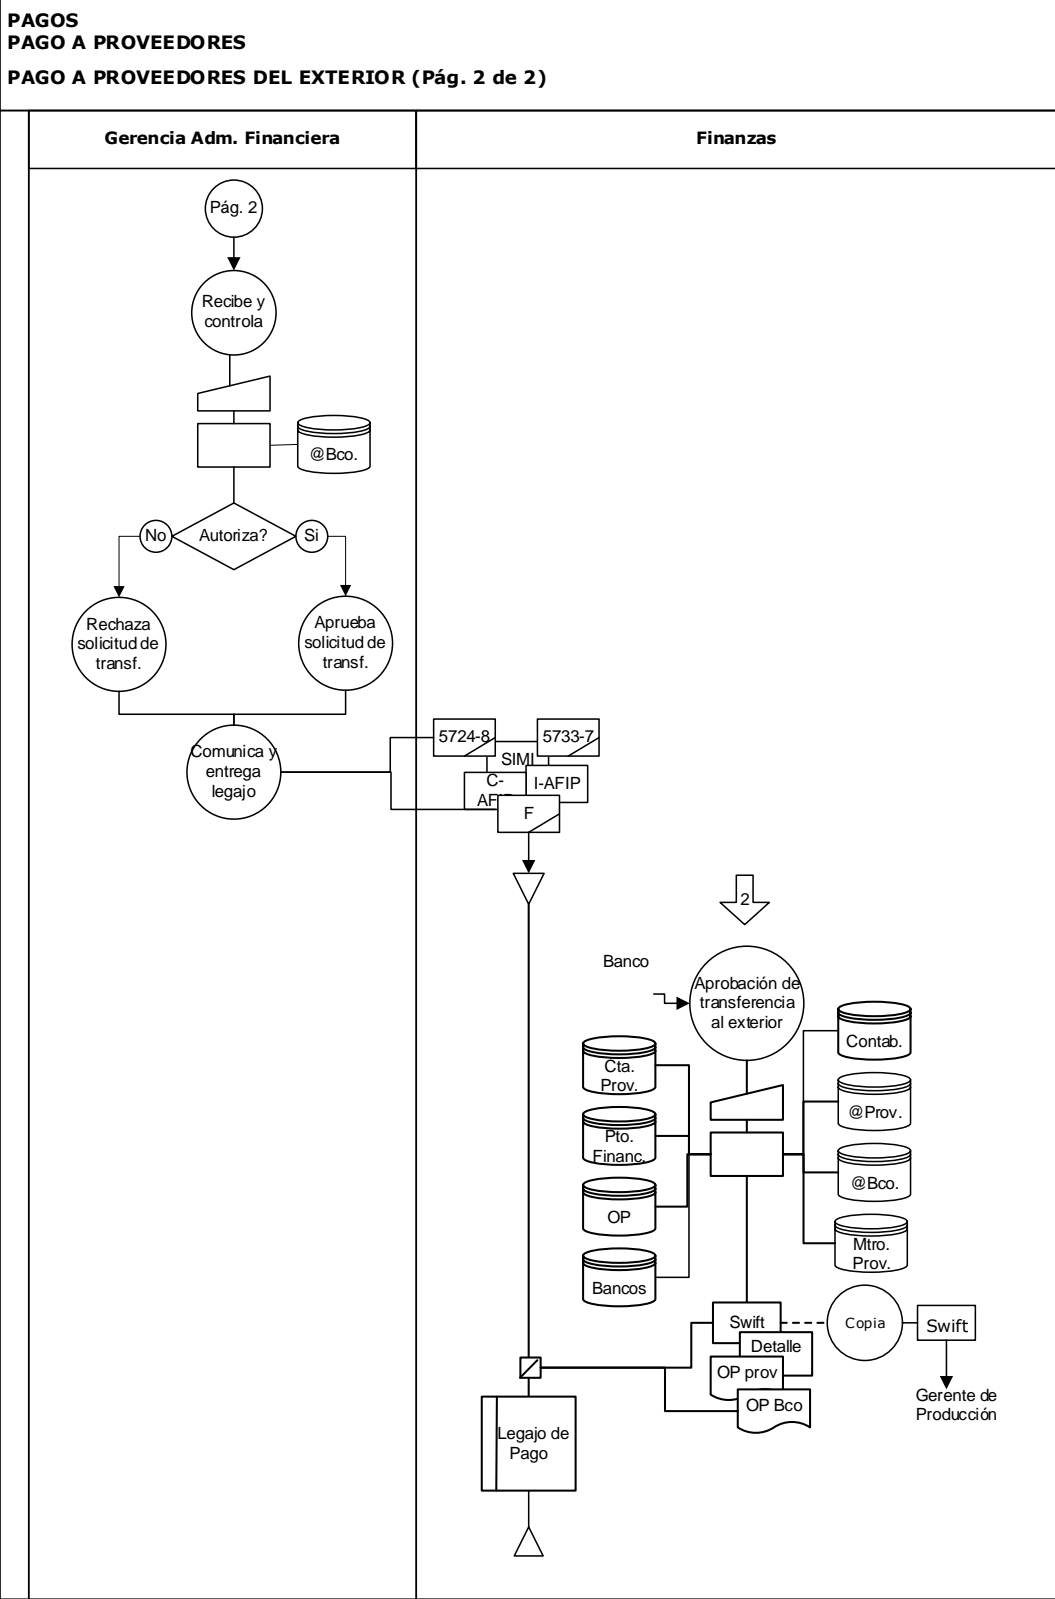 PAGOS
PAGO A PROVEEDORES
PAGO A PROVEEDORES DEL EXTERIOR (Pág. 2 de 2)
Gerencia Adm. Financiera
Finanzas
Pág. 2
Recibe y
controla
@Bco.
Autoriza?
No
Si
Rechaza
solicitud de
transf.
Aprueba
solicitud de
transf.
Comunica y
entrega
legajo
5724-8
5733-7
SIMI
C-
I-AFIP
F
2
Banco
Aprobación de
transferencia
al exterior
Cta.
Prov.
Pto.
Financ.
OP
Bancos
Contab.
@Prov.
@Bco.
Mtro.
Prov.
Swift
Detalle
OP prov
OP Bco
Copia
Swift
Gerente de
Producción
Legajo de
Pago